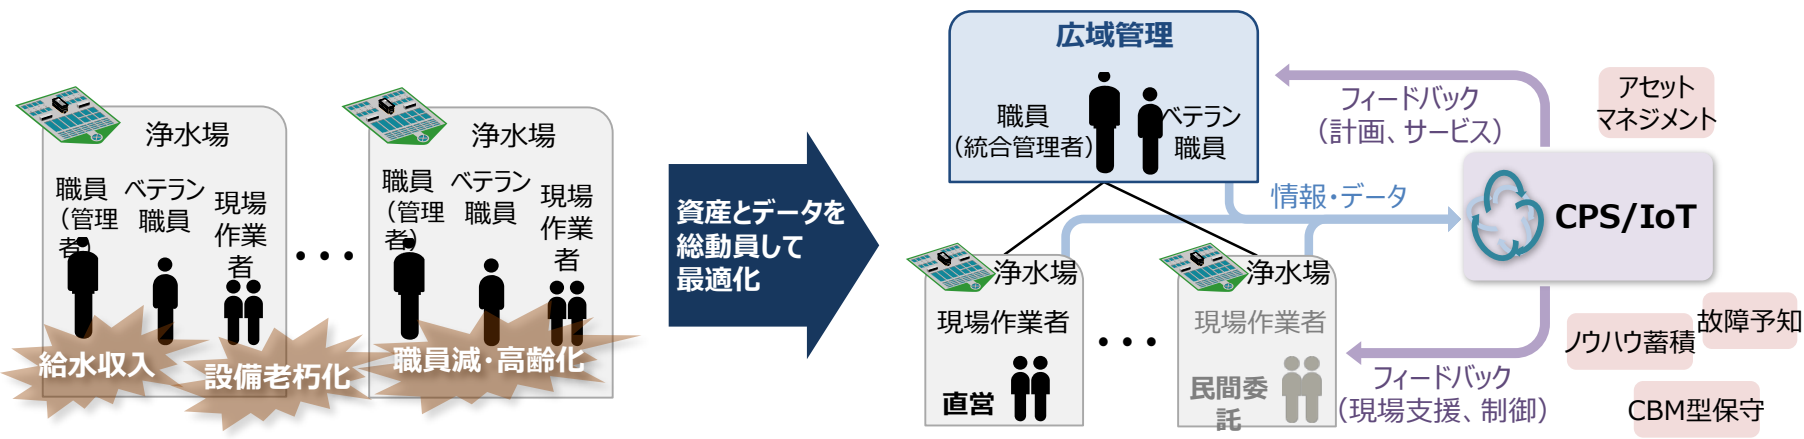 浄水場
職員
（管理
者）
ベテラン
職員
現場
作業
者
・・・
浄水場
職員
（管理
者）
ベテラン
職員
現場
作業
者
給水収入
設備老朽化
職員減・高齢化
資産とデータを
総動員して
最適化
広域管理
職員
（統合管理者）
ベテラン
職員
フィードバック
（計画、サービス）
アセット
マネジメント
情報・データ
CPS/IoT
浄水場
現場作業者
直営
・・・
浄水場
現場作業者
民間委
託
フィードバック
（現場支援、制御）
ノウハウ蓄積
故障予知
CBM型保守